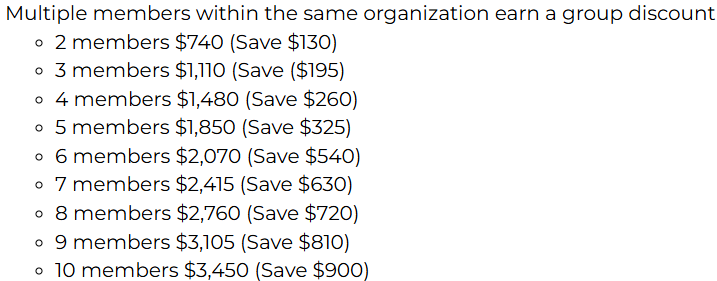 Multiple members within the same organization earn a group discount
2 members $740 (Save $130)
3 members $1,110 (Save ($195)
4 members $1,480 (Save $260)
5 members $1,850 (Save $325)
6 members $2,070 (Save $540)
7 members $2,415 (Save $630)
8 members $2,760 (Save $720)
9 members $3,105 (Save $810)
10 members $3,450 (Save $900)